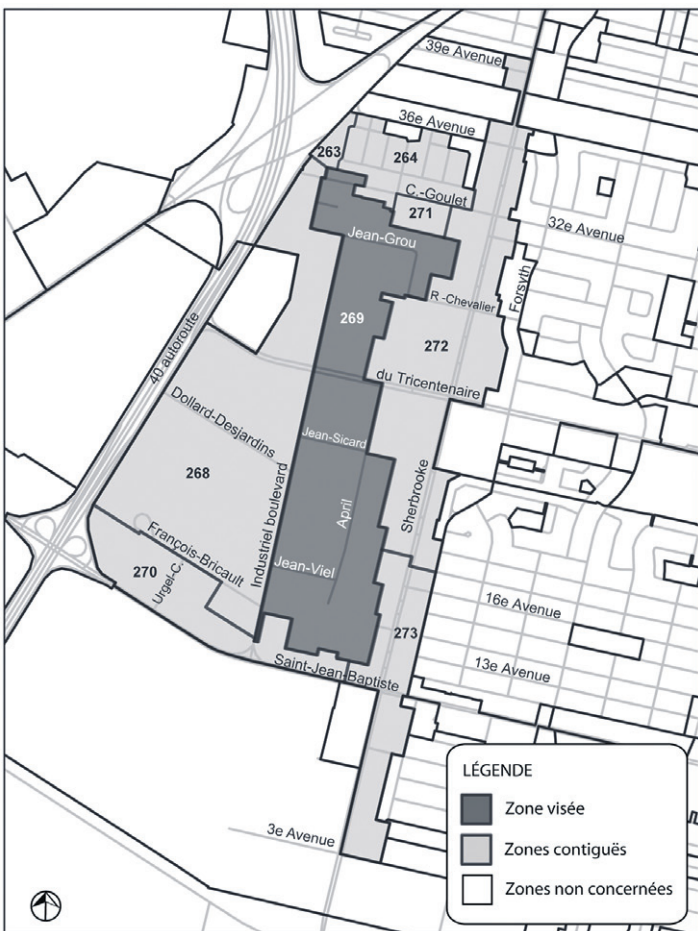 39e Avenue
36e Avenue
263
264
C.-Goulet
271
32e Avenue
Jean-Grou
Forsyth
R.-Chevalier
269
272
40 autoroute
du Tricentenaire
Dollard-Desjardins
Jean-Sicard
268
Industriel boulevard
April
Sherbrooke
François-Bricault
Jean-Viel
270
Urgel-C.
16e Avenue
273
13e Avenue
Saint-Jean-Baptiste
3e Avenue
LÉGENDE
Zone visée
Zones contiguës
Zones non concernées